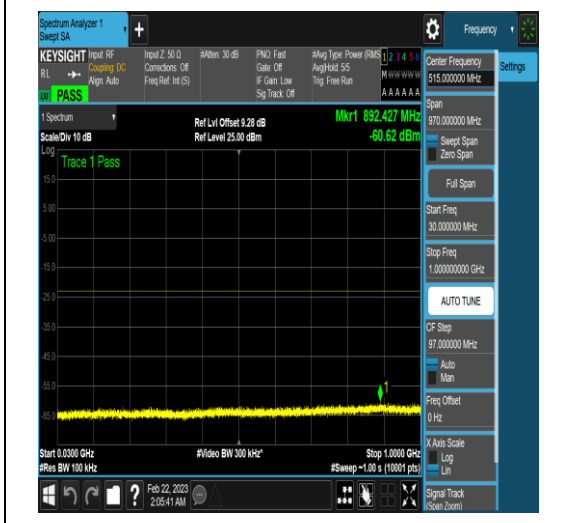 Spectrum Analyzer 1
Swept SA
Frequency
KEYSIGHT
RL
PASS
Input: RF
Coupling: DC
Align: Auto
Input Z: 50 Ω
Corrections: Off
Freq Ref: Int (S)
#Atten: 30 dB
PNO: Fast
Gate: Off
IF Gain: Low
Sig Track: Off
#Avg Type: Power (RMS
Avg|Hold: 5/5
Trig: Free Run
1 2 3 4 5 6
M W W W W W
A A A A A A
Settings
1 Spectrum
Scale/Div 10 dB
Ref Lvl Offset 9.28 dB
Ref Level 25.00 dBm
Mkr1 892.427 MHz
-60.62 dBm
Log
Trace 1 Pass
15.0
5.00
-5.00
-15.0
-25.0
-35.0
-45.0
-55.0
-65.0
1
Start 0.0300 GHz
#Res BW 100 kHz
#Video BW 300 kHz*
Stop 1.0000 GHz
#Sweep ~1.00 s (10001 pts)
Feb 22, 2023
2:05:41 AM
Center Frequency
515.000000 MHz
Span
970.000000 MHz
Swept Span
Zero Span
Full Span
Start Freq
30.000000 MHz
Stop Freq
1.000000000 GHz
AUTO TUNE
CF Step
97.000000 MHz
Auto
Man
Freq Offset
0 Hz
X Axis Scale
Log
Lin
Signal Track
(Span Zoom)